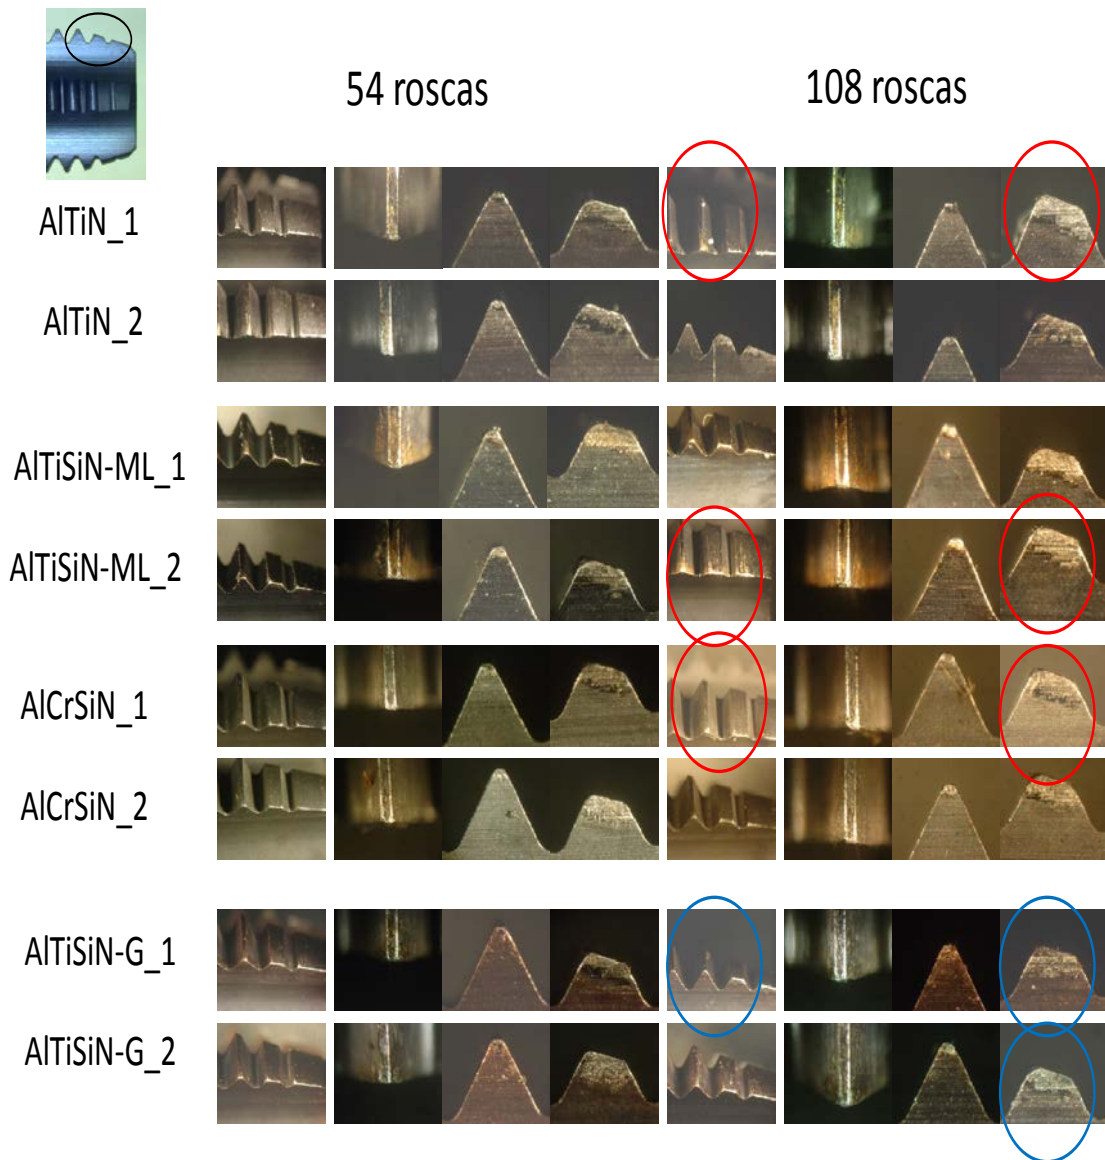 54 roscas
108 roscas
AlTiN_1
AlTiN_2
AlTiSiN-ML_1
AlTiSiN-ML_2
AlCrSiN_1
AlCrSiN_2
AlTiSiN-G_1
AlTiSiN-G_2